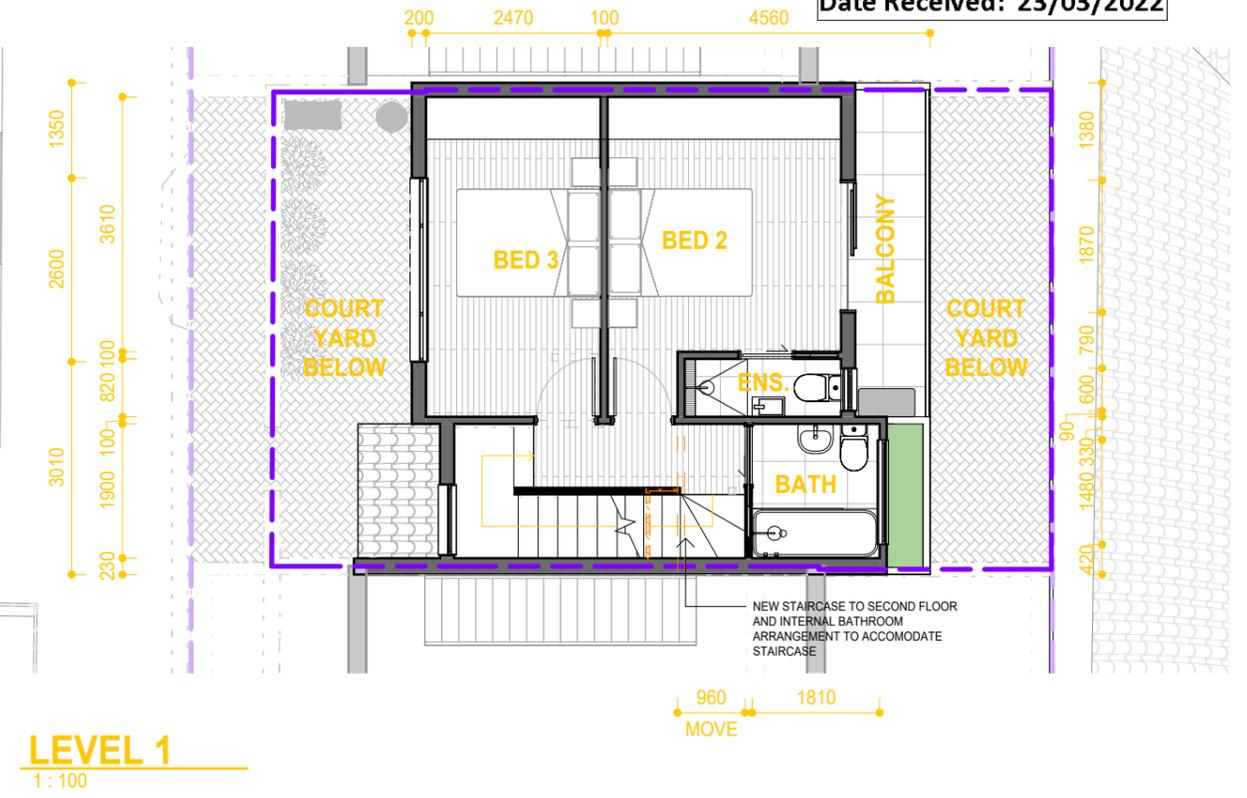 Date Received: 23/03/2022
200 2470 100 4560
1350
2600
3010
3610
100
820
100
1900
230
1380
1870
790
600
90
330
1480
420
BED 3
BED 2
BALCONY
COURT
YARD
BELOW
COURT
YARD
BELOW
ENS.
BATH
NEW STAIRCASE TO SECOND FLOOR
AND INTERNAL BATHROOM
ARRANGEMENT TO ACCOMODATE
STAIRCASE
960 1810
MOVE
LEVEL 1
1 : 100